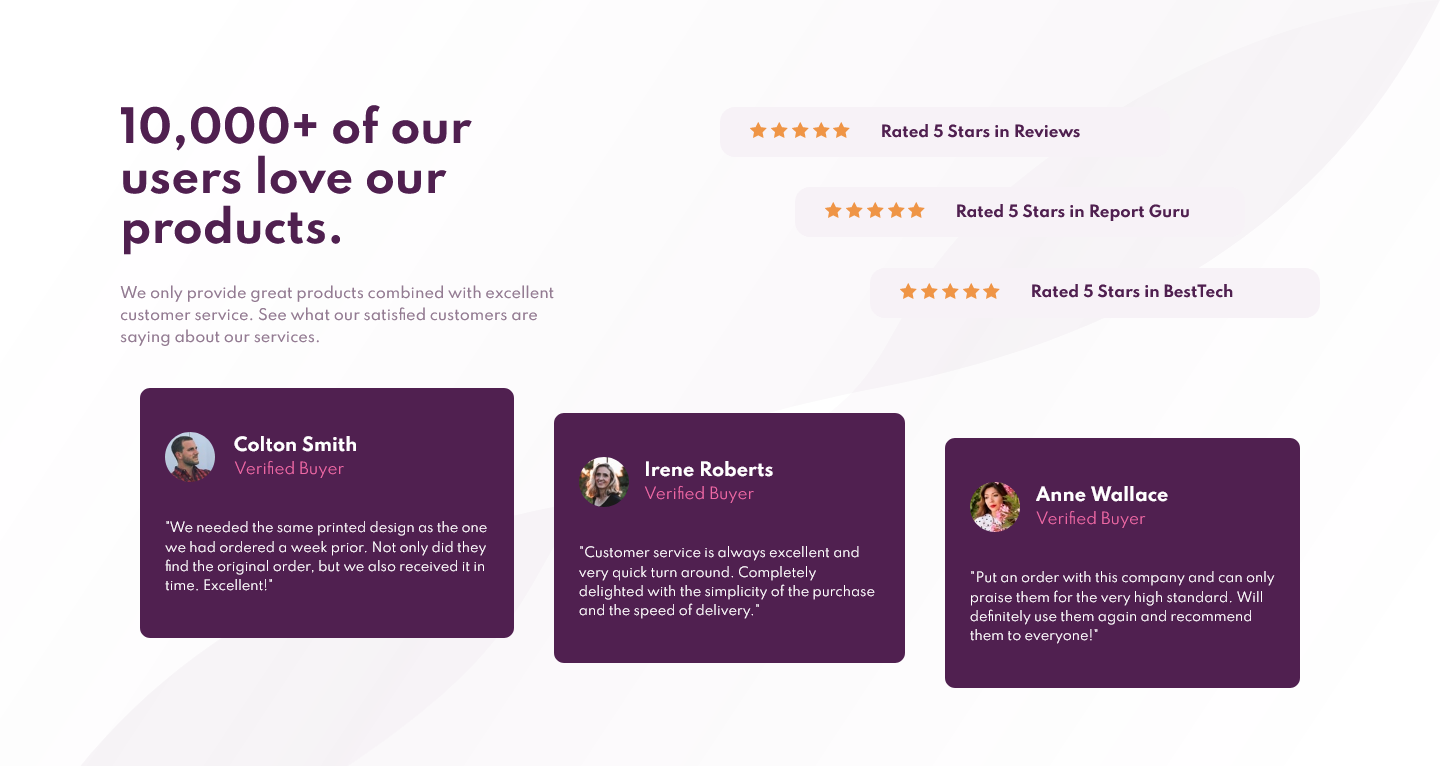 10,000+ of our
users love our
products.
We only provide great products combined with excellent
customer service. See what our satisfied customers are
saying about our services.
Rated 5 Stars in Reviews
Rated 5 Stars in Report Guru
Rated 5 Stars in BestTech
Colton Smith
Verified Buyer
"We needed the same printed design as the one
we had ordered a week prior. Not only did they
find the original order, but we also received it in
time. Excellent!"
Irene Roberts
Verified Buyer
"Customer service is always excellent and
very quick turn around. Completely
delighted with the simplicity of the purchase
and the speed of delivery."
Anne Wallace
Verified Buyer
"Put an order with this company and can only
praise them for the very high standard. Will
definitely use them again and recommend
them to everyone!"